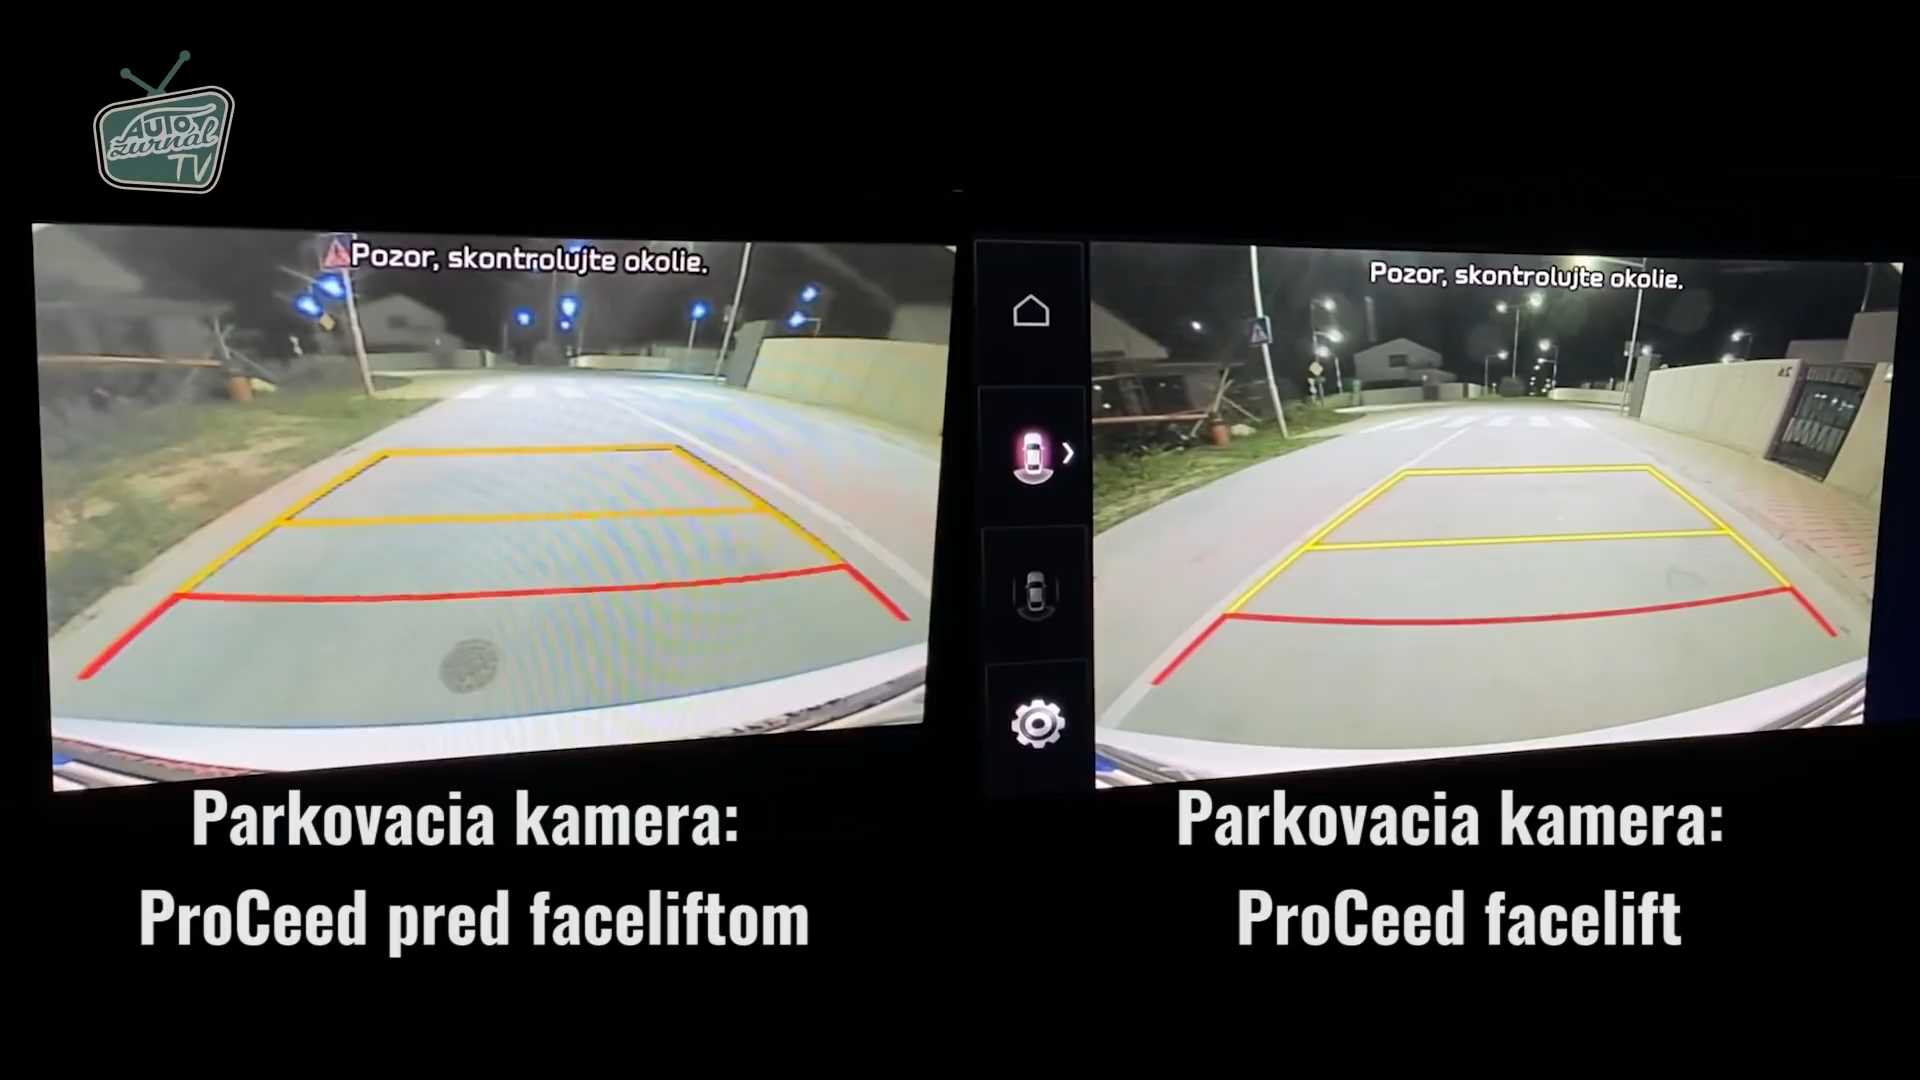 AUTO
žurnál
TV
Pozor, skontrolujte okolie.
Pozor, skontrolujte okolie.
Parkovacia kamera:
ProCeed pred faceliftom
Parkovacia kamera:
ProCeed facelift